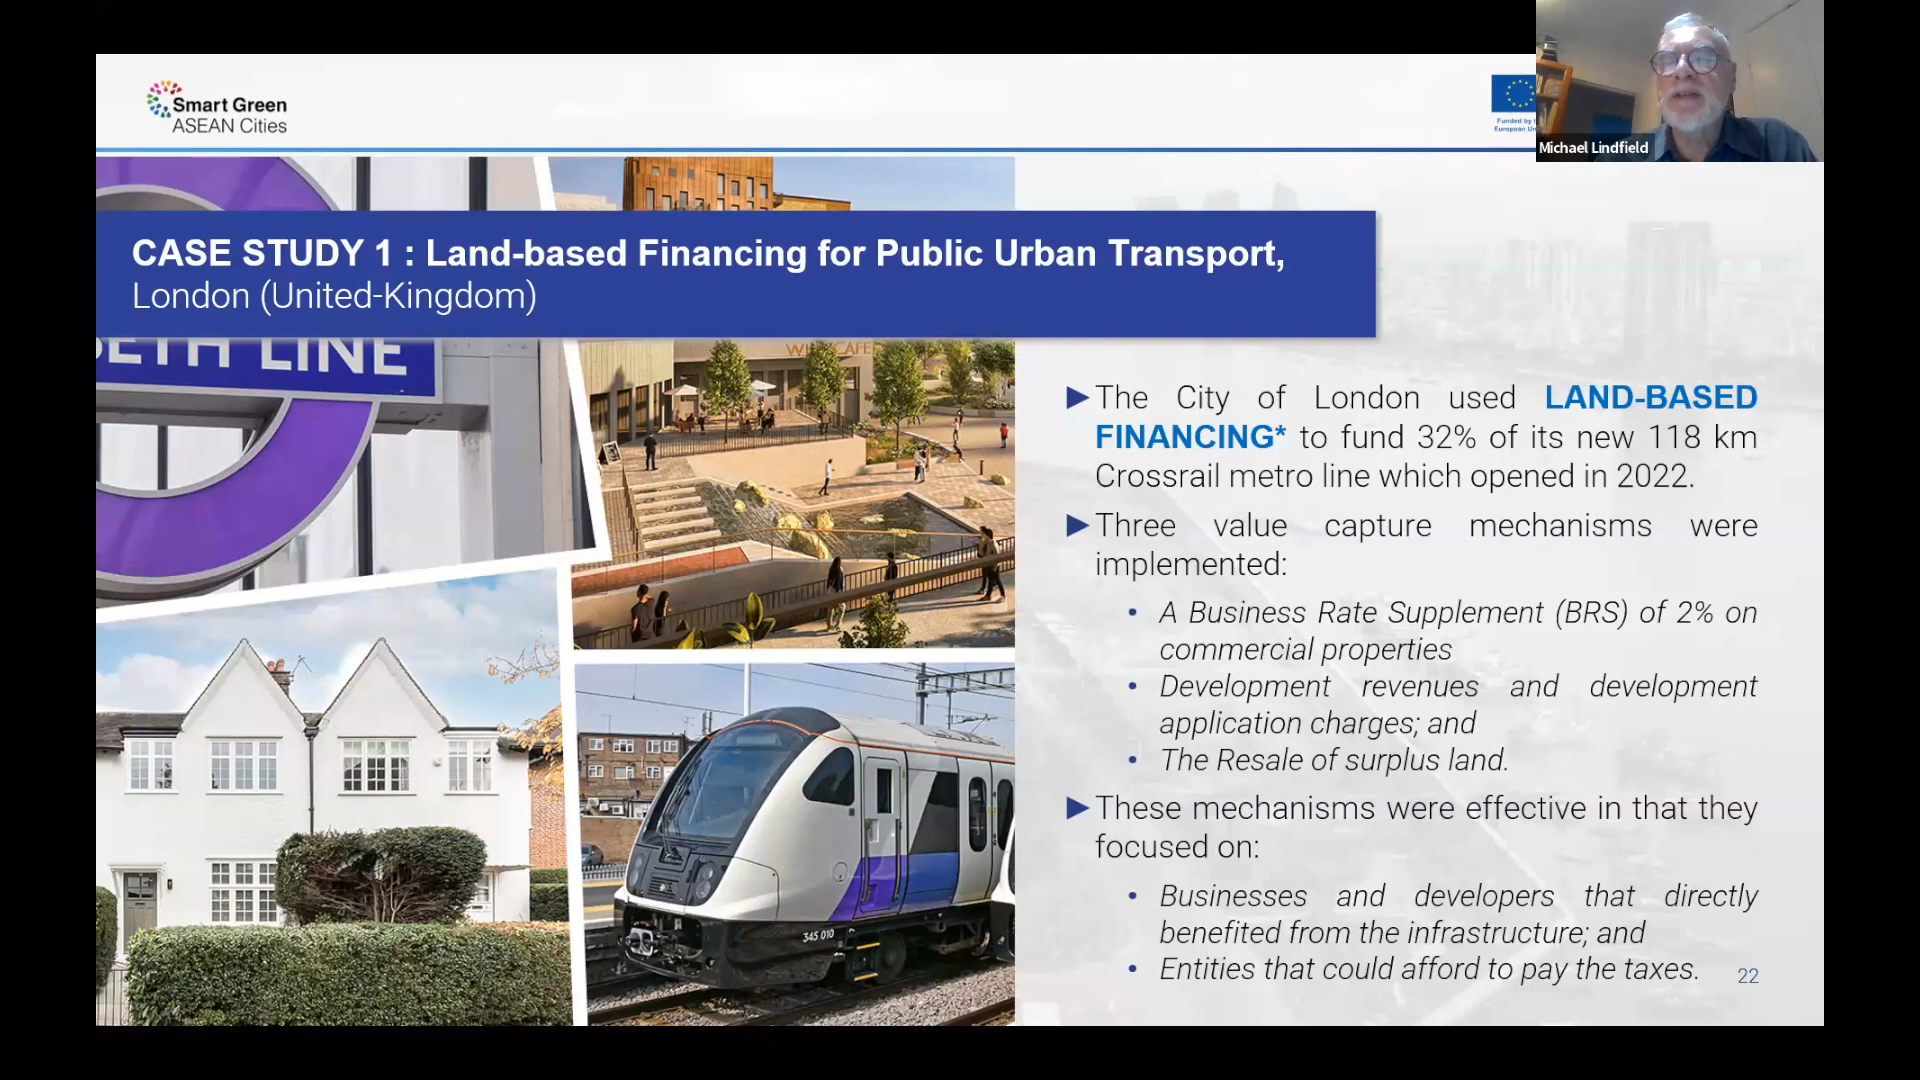 Smart Green
ASEAN Cities
Funded by
European
Michael Lindfield
CASE STUDY 1 : Land-based Financing for Public Urban Transport,
London (United-Kingdom)
ETH LINE
►The City of London used LAND-BASED
FINANCING* to fund 32% of its new 118 km
Crossrail metro line which opened in 2022.
►Three value capture mechanisms were
implemented:
• A Business Rate Supplement (BRS) of 2% on
commercial properties
• Development revenues and development
application charges; and
• The Resale of surplus land.
►These mechanisms were effective in that they
focused on:
• Businesses and developers that directly
benefited from the infrastructure; and
• Entities that could afford to pay the taxes.
345 010
22